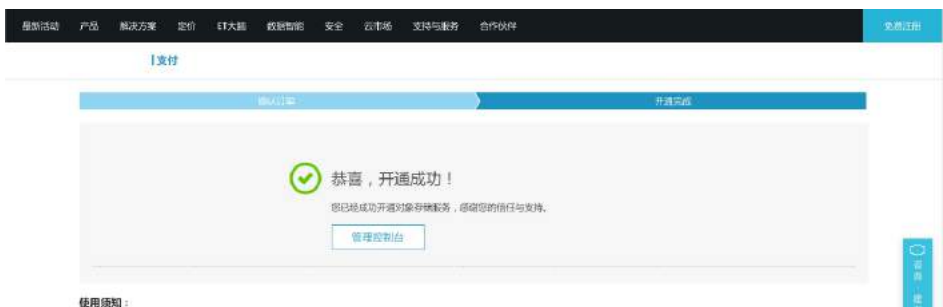 最新活动 产品 解决方案 定价 ET大脑 数据智能 安全 云市场 支持与服务 合作伙伴 免费注册
支付
确认订单 开通完成
恭喜，开通成功！
您已经成功开通对象存储服务，感谢您的信任与支持。
管理控制台
咨询·建
使用须知：